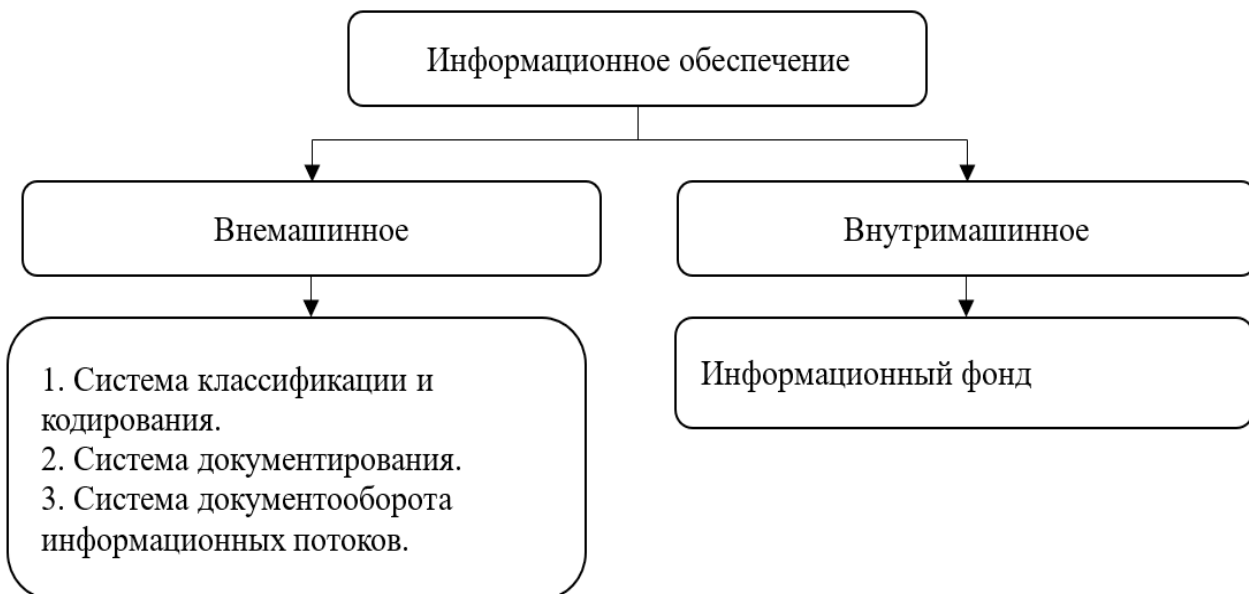 Информационное обеспечение
Внемашинное
Внутримашинное
1. Система классификации и
кодирования.
2. Система документирования.
3. Система документооборота
информационных потоков.
Информационный фонд